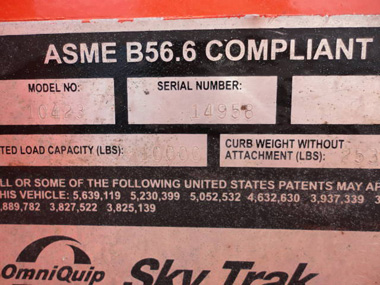 ASME B56.6 COMPLIANT
MODEL NO:
SERIAL NUMBER:
14958
TED LOAD CAPACITY (LBS):
CURB WEIGHT WITHOUT
ATTACHMENT (LBS):
LL OR SOME OF THE FOLLOWING UNITED STATES PATENTS MAY AP
HIS VEHICLE: 5,639,119 5,230,399 5,052,532 4,632,630 3,937,339
,889,782 3,827,522 3,825,139
OmniQuip
Sky Trak